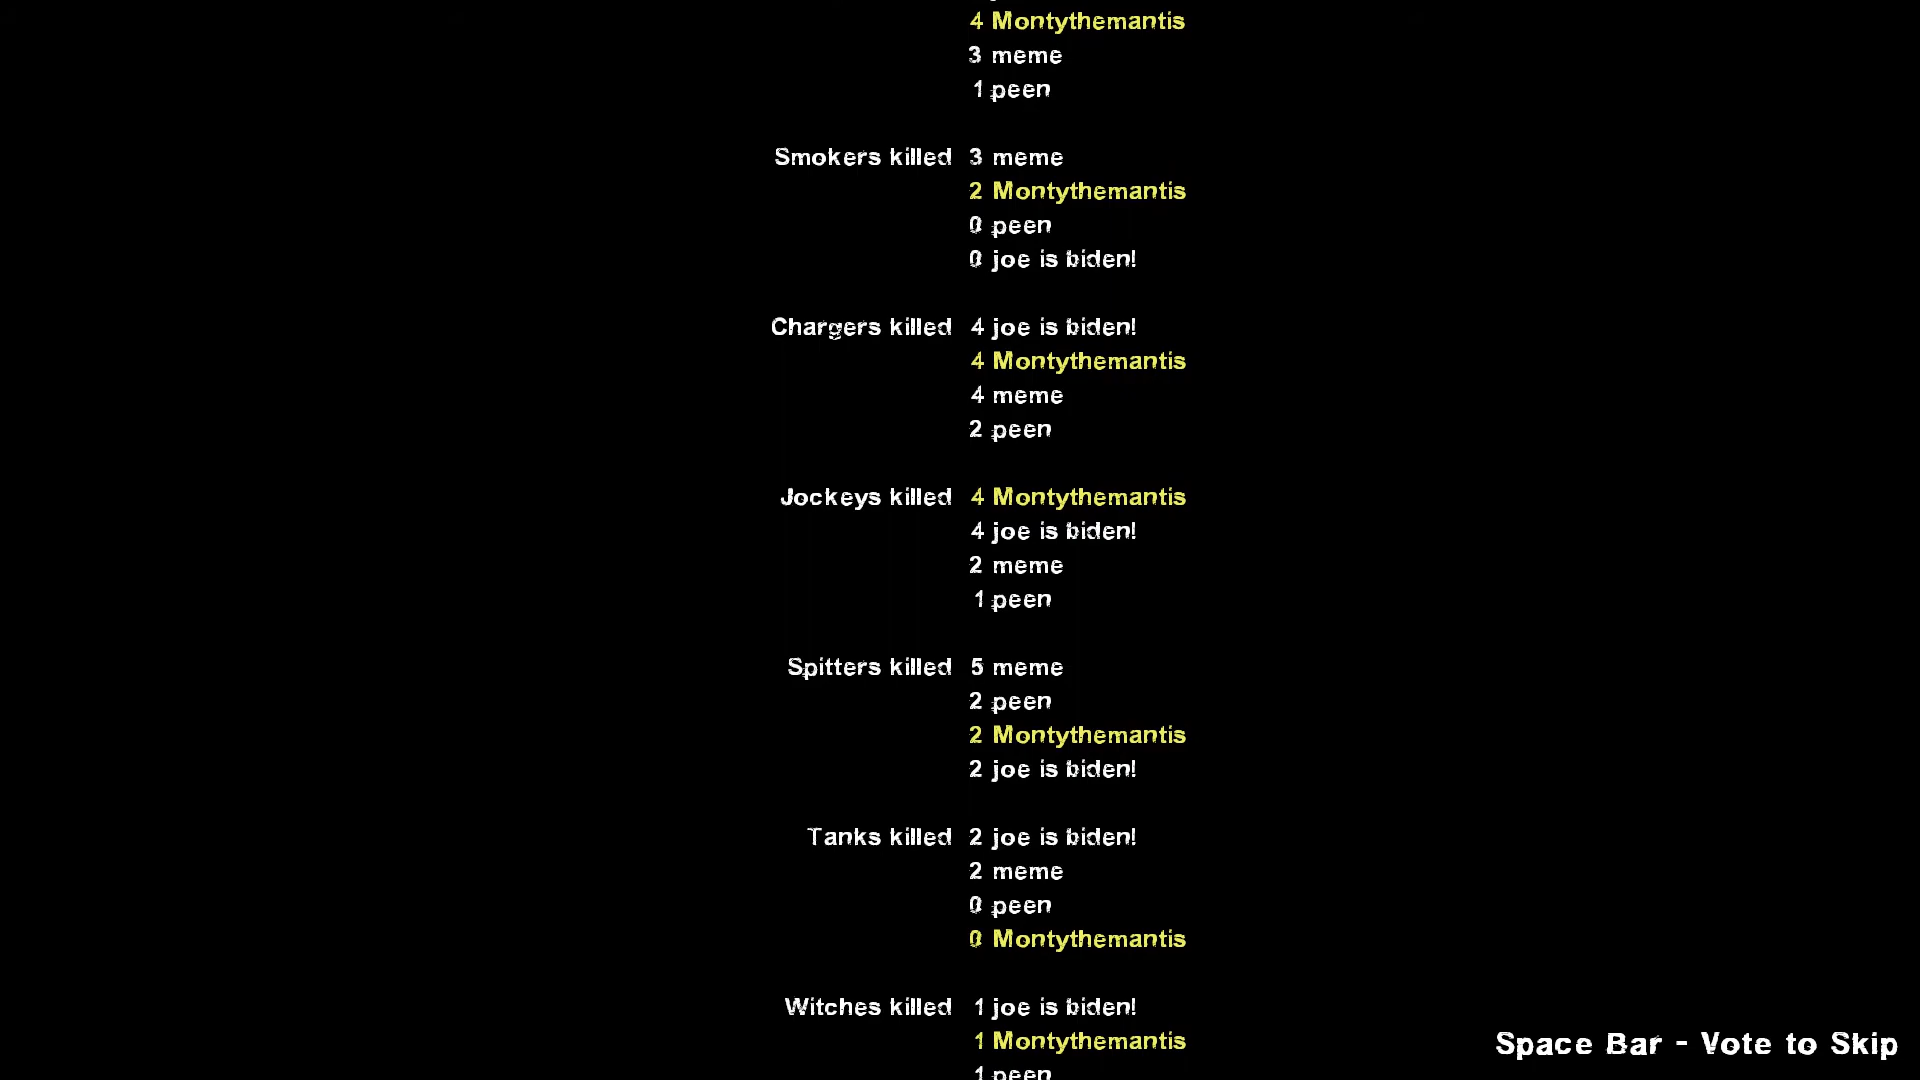 4 Montythemantis
3 meme
1 peen
Smokers killed 3 meme
2 Montythemantis
0 peen
0 joe is biden!
Chargers killed 4 joe is biden!
4 Montythemantis
4 meme
2 peen
Jockeys killed 4 Montythemantis
4 joe is biden!
2 meme
1 peen
Spitters killed 5 meme
2 peen
2 Montythemantis
2 joe is biden!
Tanks killed 2 joe is biden!
2 meme
0 peen
0 Montythemantis
Witches killed 1 joe is biden!
1 Montythemantis
1 peen
Space Bar - Vote to Skip